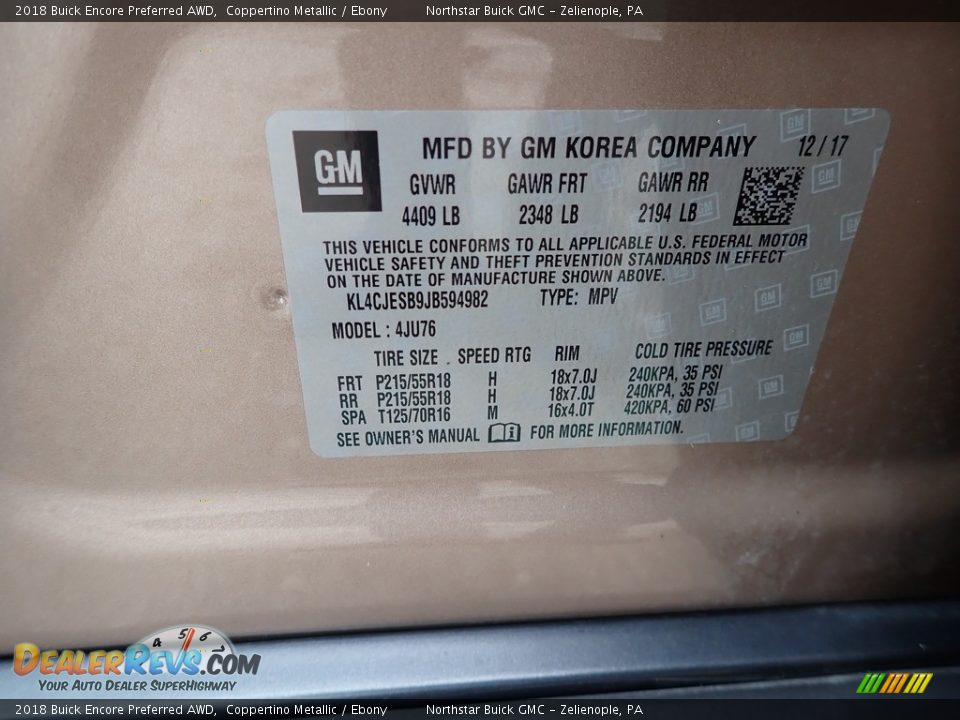 2018 Buick Encore Preferred AWD, Coppertino Metallic / Ebony Northstar Buick GMC - Zelienople, PA
GM MFD BY GM KOREA COMPANY 12/17
GVWR GAWR FRT GAWR RR
4409 LB 2348 LB 2194 LB
THIS VEHICLE CONFORMS TO ALL APPLICABLE U.S. FEDERAL MOTOR
VEHICLE SAFETY AND THEFT PREVENTION STANDARDS IN EFFECT
ON THE DATE OF MANUFACTURE SHOWN ABOVE.
KL4CJESB9JB594982 TYPE: MPV
MODEL : 4JU76
TIRE SIZE SPEED RTG RIM COLD TIRE PRESSURE
FRT P215/55R18 H 18x7.0J 240KPA, 35 PSI
RR P215/55R18 H 18x7.0J 240KPA, 35 PSI
SPA T125/70R16 M 16x4.0T 420KPA, 60 PSI
SEE OWNER'S MANUAL FOR MORE INFORMATION.
4 5 6 7
DEALERREVS.COM
YOUR AUTO DEALER SUPERHIGHWAY
2018 Buick Encore Preferred AWD, Coppertino Metallic / Ebony Northstar Buick GMC - Zelienople, PA